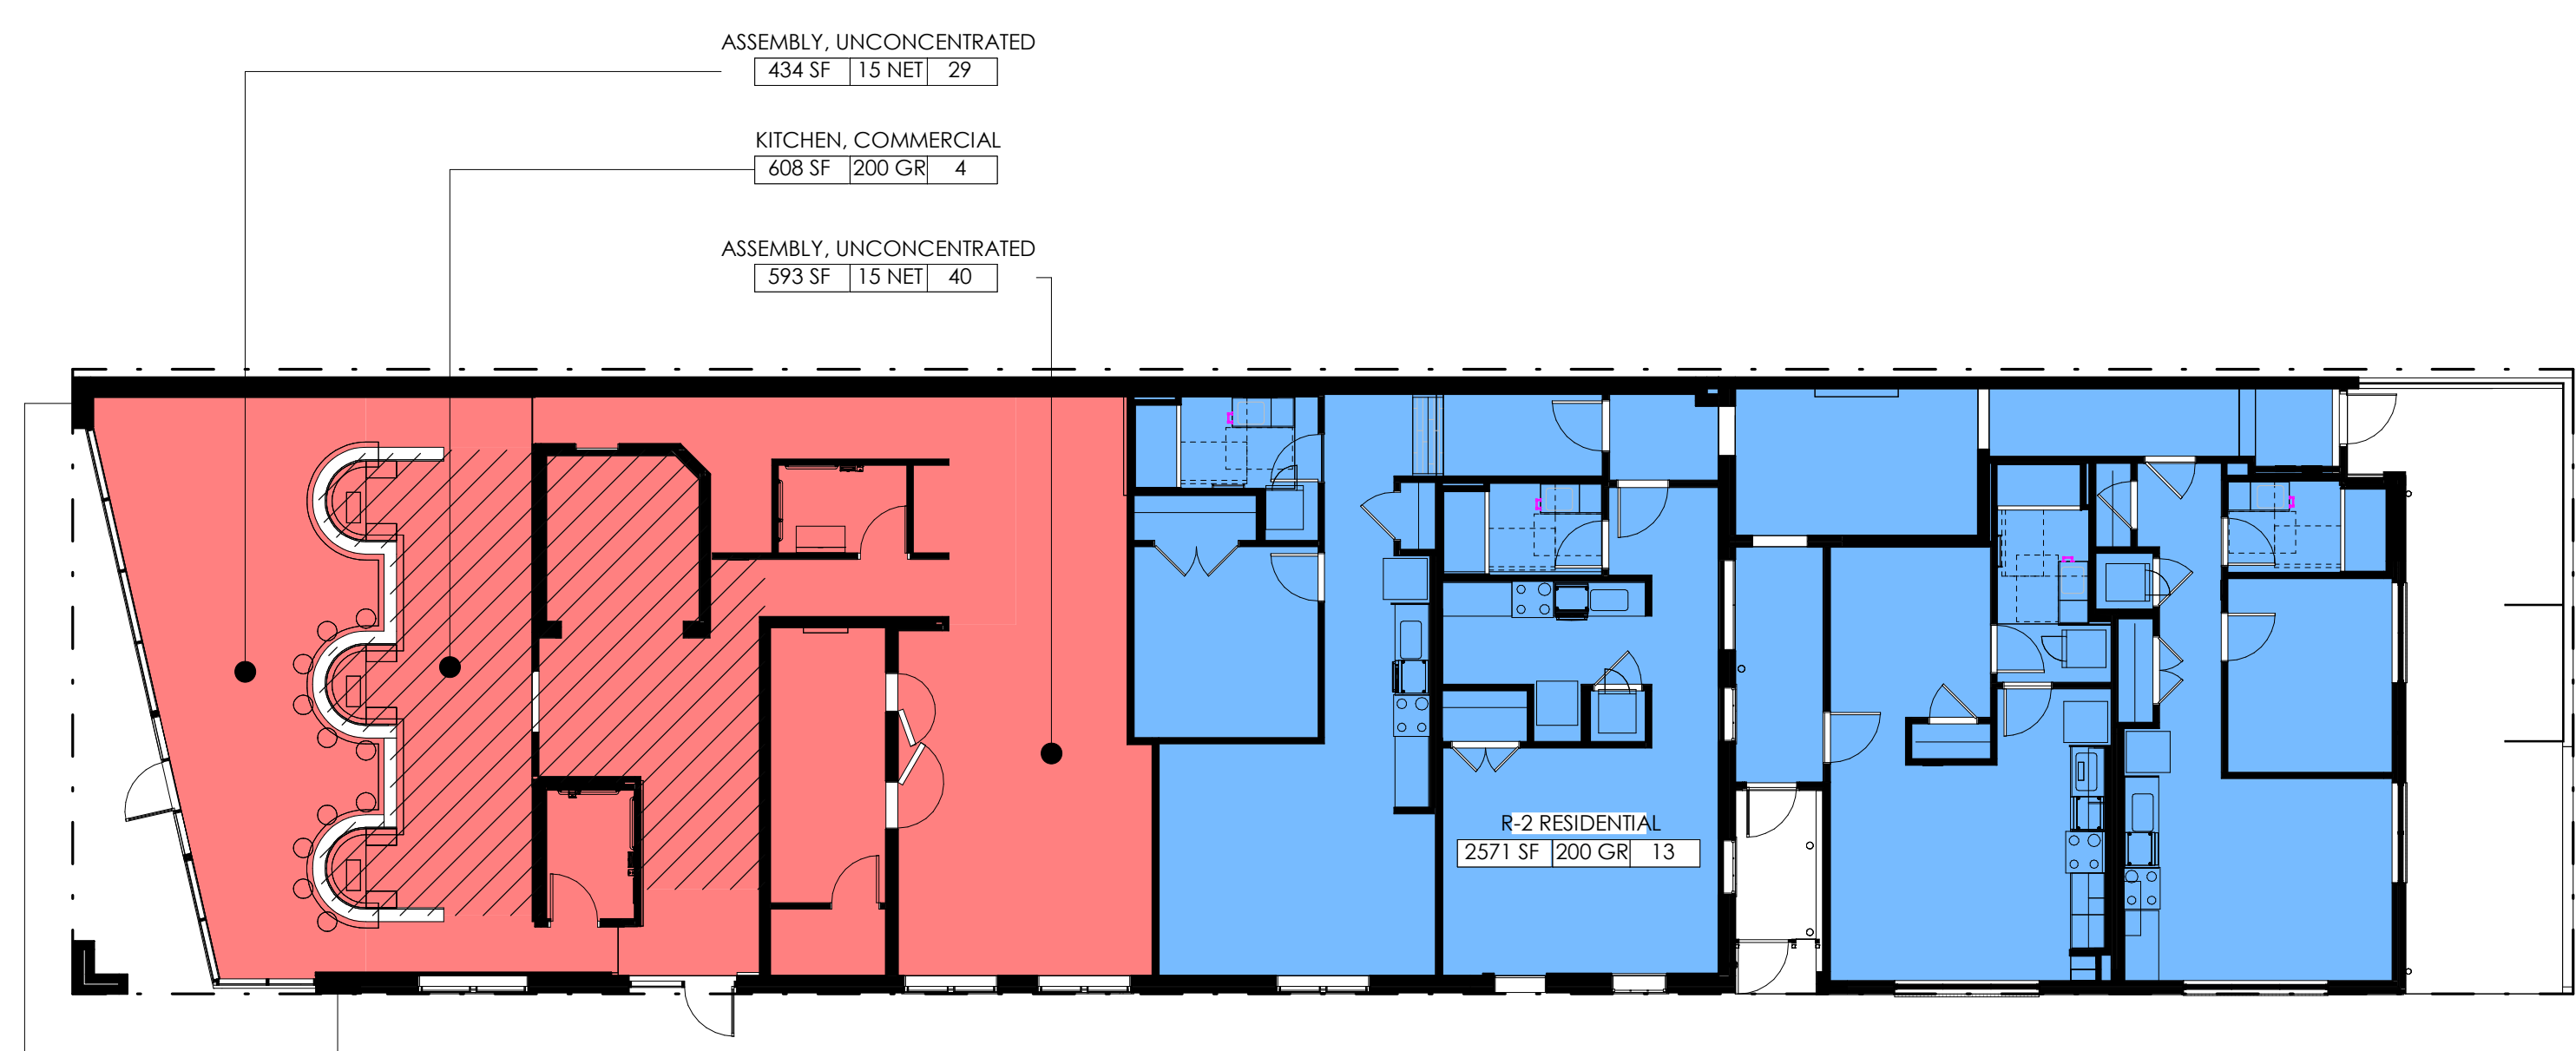 ASSEMBLY, UNCONCENTRATED
434 SF 15 NET 29
KITCHEN, COMMERCIAL
608 SF 200 GR 4
ASSEMBLY, UNCONCENTRATED
593 SF 15 NET 40
R-2 RESIDENTIAL
2571 SF 200 GR 13